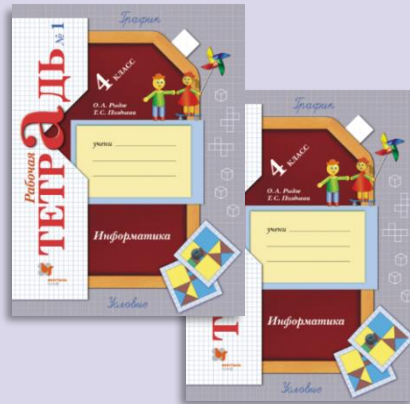 График
Рабочая
ТЕТРАДЬ № 1
4 КЛАСС
О. А. Рыдзе
Т. С. Позднева
учени
Информатика
Условие
График
4 КЛАСС
О. А. Рыдзе
Т. С. Позднева
учени
Информатика
Т
Условие